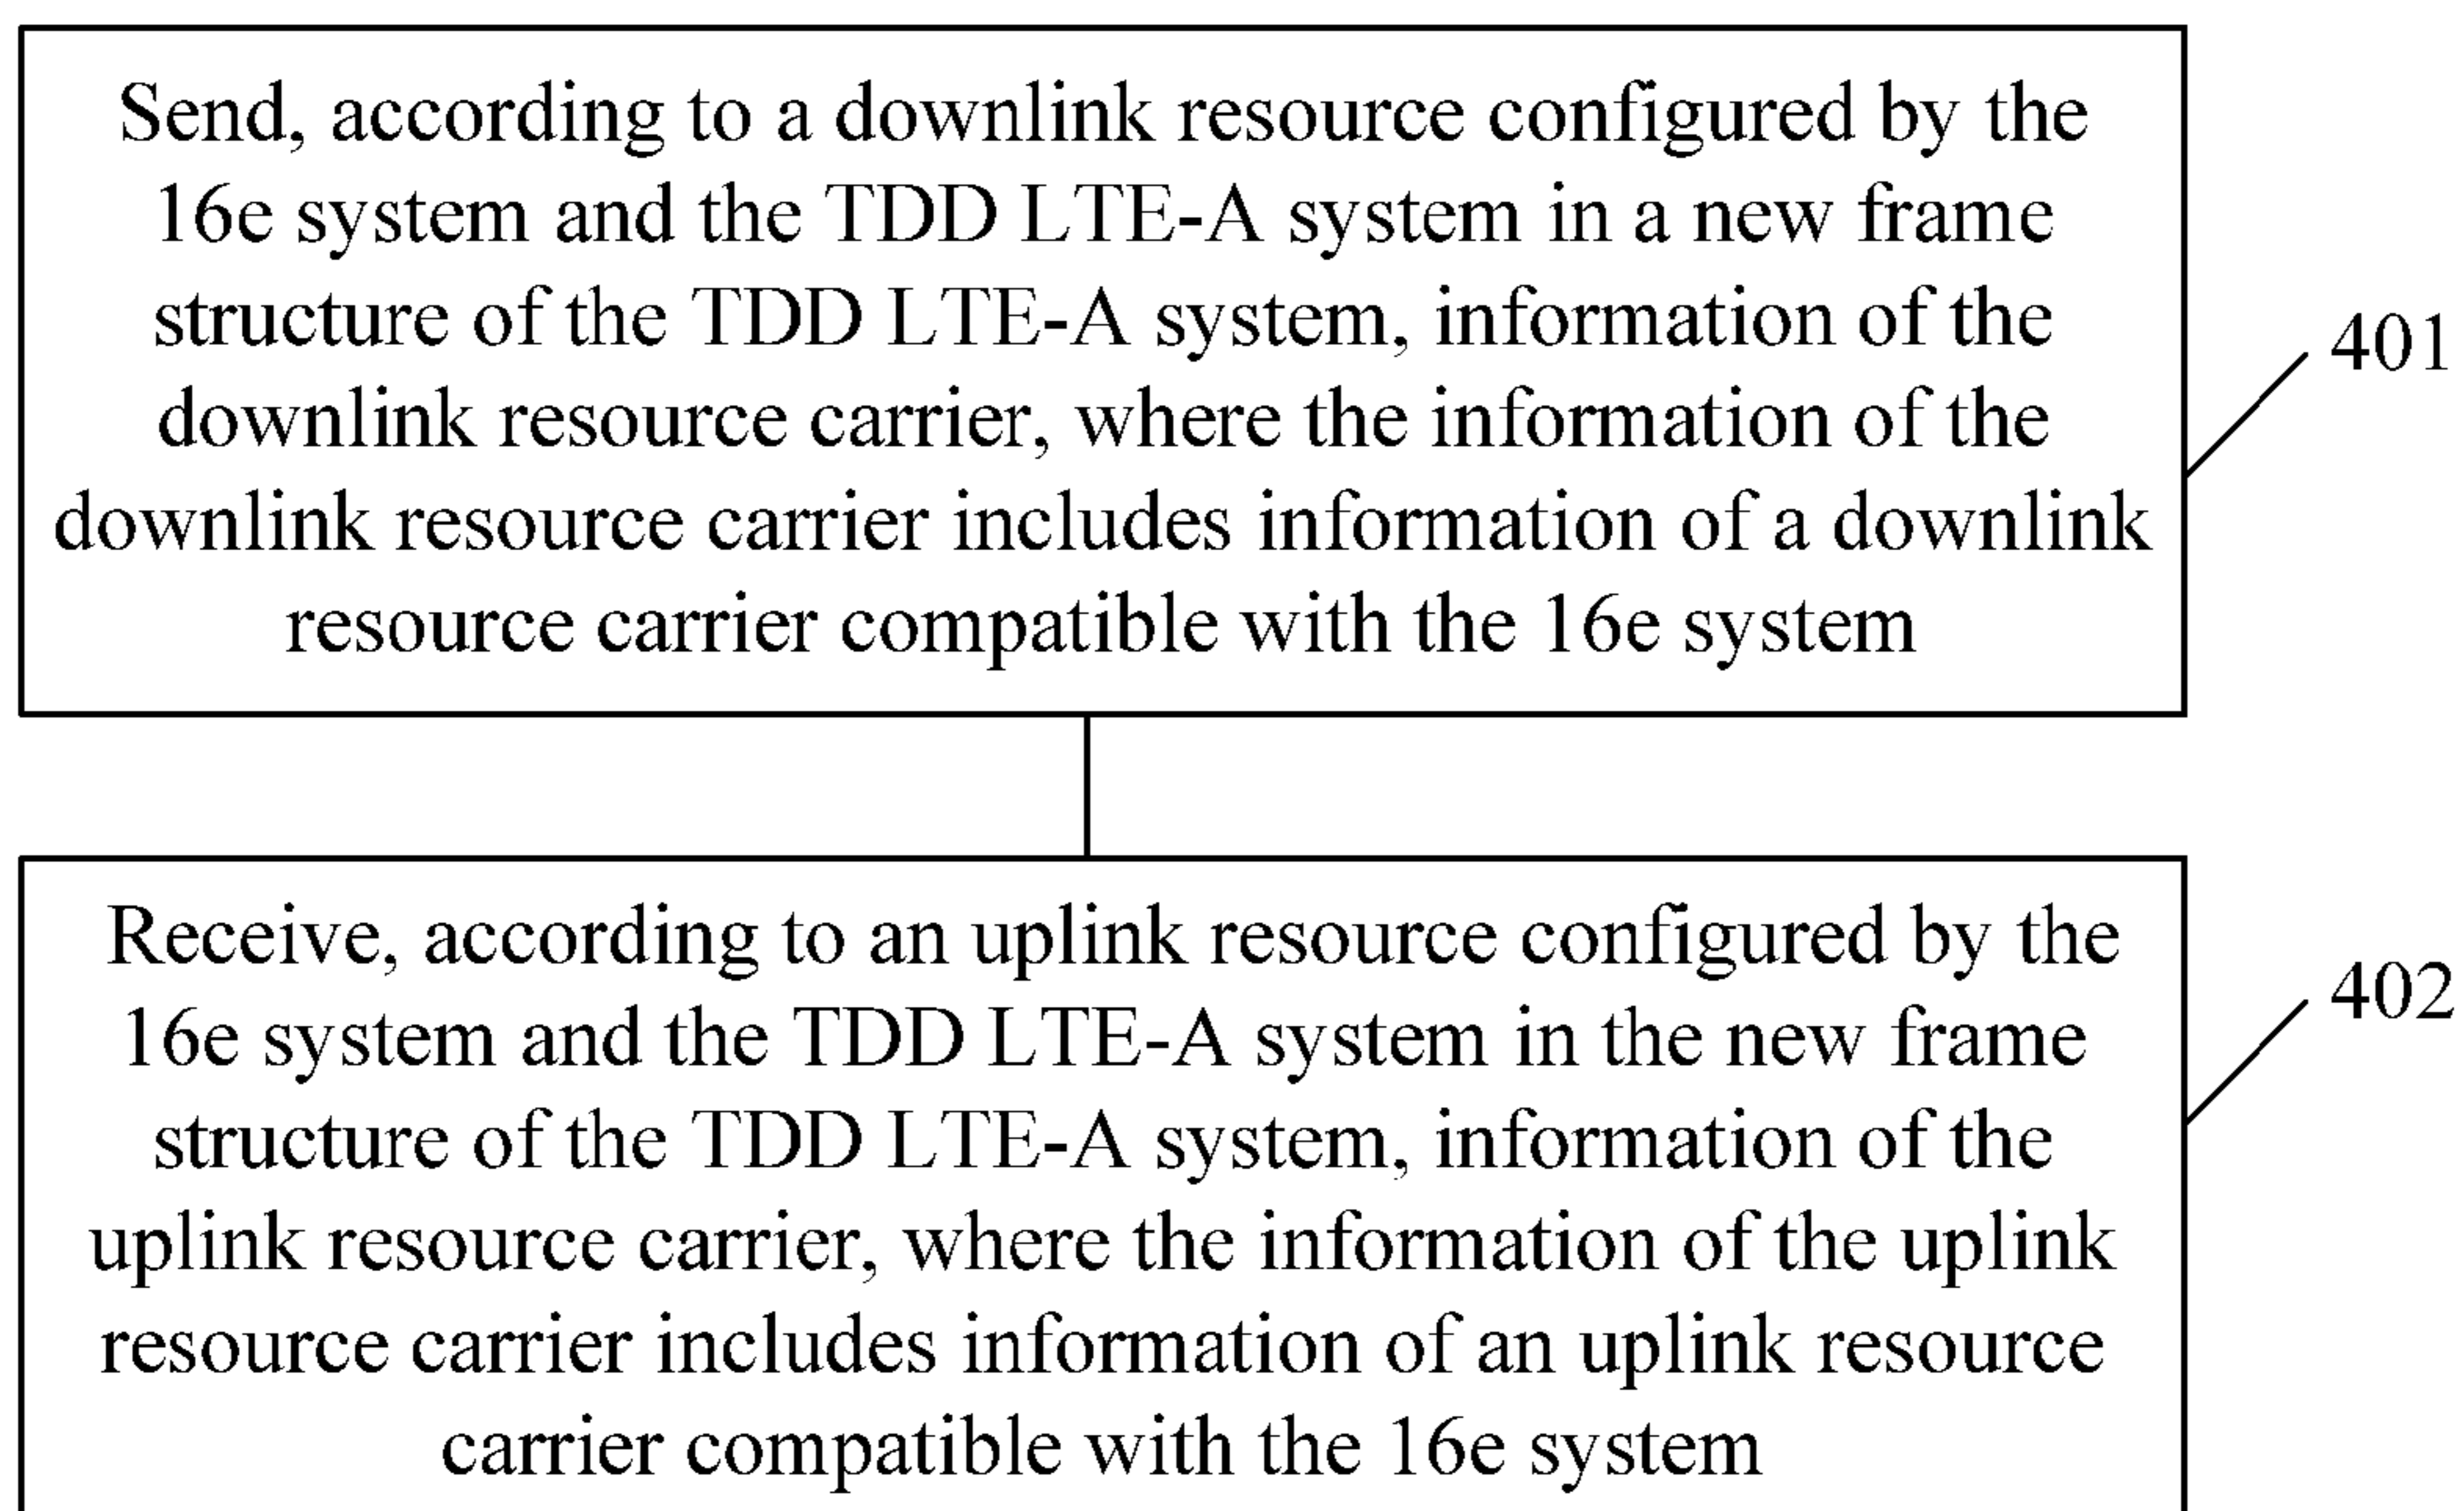 Send, according to a downlink resource configured by the
16e system and the TDD LTE-A system in a new frame
structure of the TDD LTE-A system, information of the
downlink resource carrier, where the information of the
downlink resource carrier includes information of a downlink
resource carrier compatible with the 16e system
401
Receive, according to an uplink resource configured by the
16e system and the TDD LTE-A system in the new frame
structure of the TDD LTE-A system, information of the
uplink resource carrier, where the information of the uplink
resource carrier includes information of an uplink resource
carrier compatible with the 16e system
402